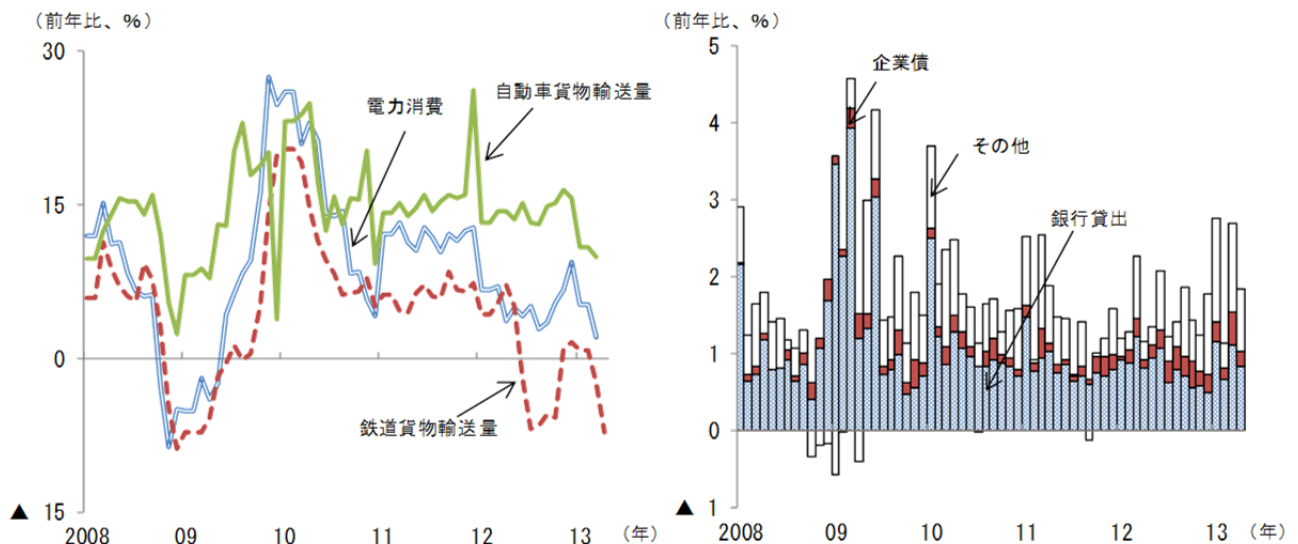 （前年比、%）
30
15
0
▲ 15
2008 09 10 11 12 13 （年）
電力消費
自動車貨物輸送量
鉄道貨物輸送量
（前年比、%）
5
4
3
2
1
0
▲ 1
2008 09 10 11 12 13 （年）
企業債
その他
銀行貸出